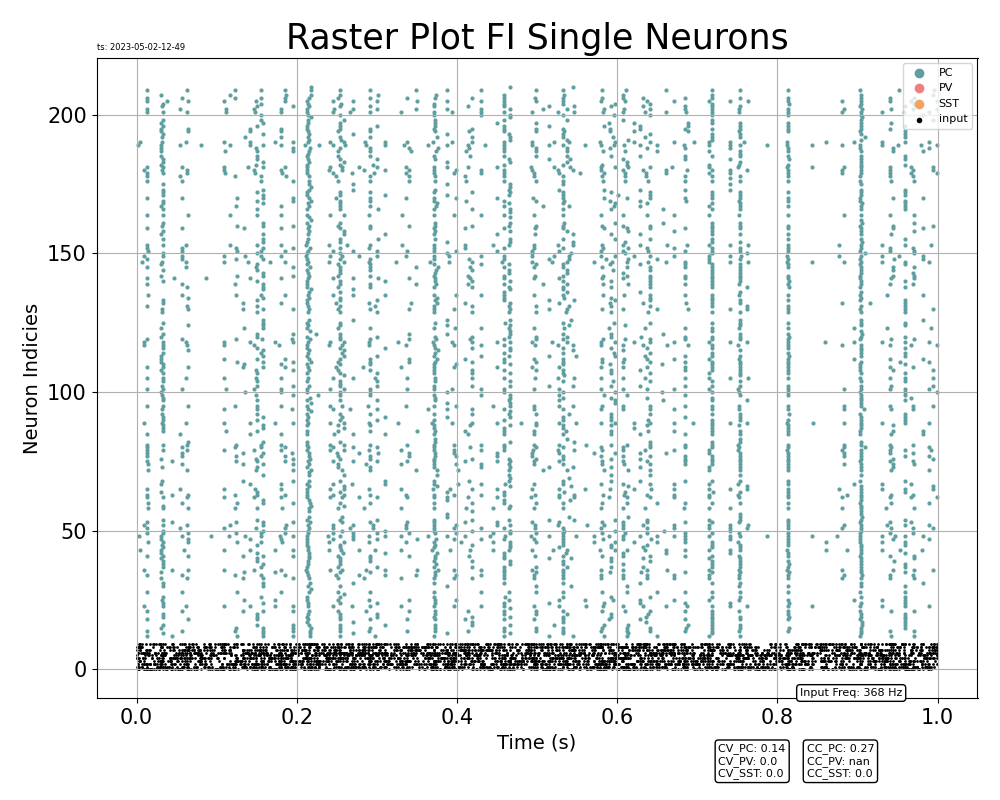 Raster Plot FI Single Neurons
ts: 2023-05-02-12-49
PC
PV
SST
input
Neuron Indicies
200
150
100
50
0
0.0 0.2 0.4 0.6 0.8 1.0
Input Freq: 368 Hz
Time (s)
CV_PC: 0.14
CV_PV: 0.0
CV_SST: 0.0
CC_PC: 0.27
CC_PV: nan
CC_SST: 0.0